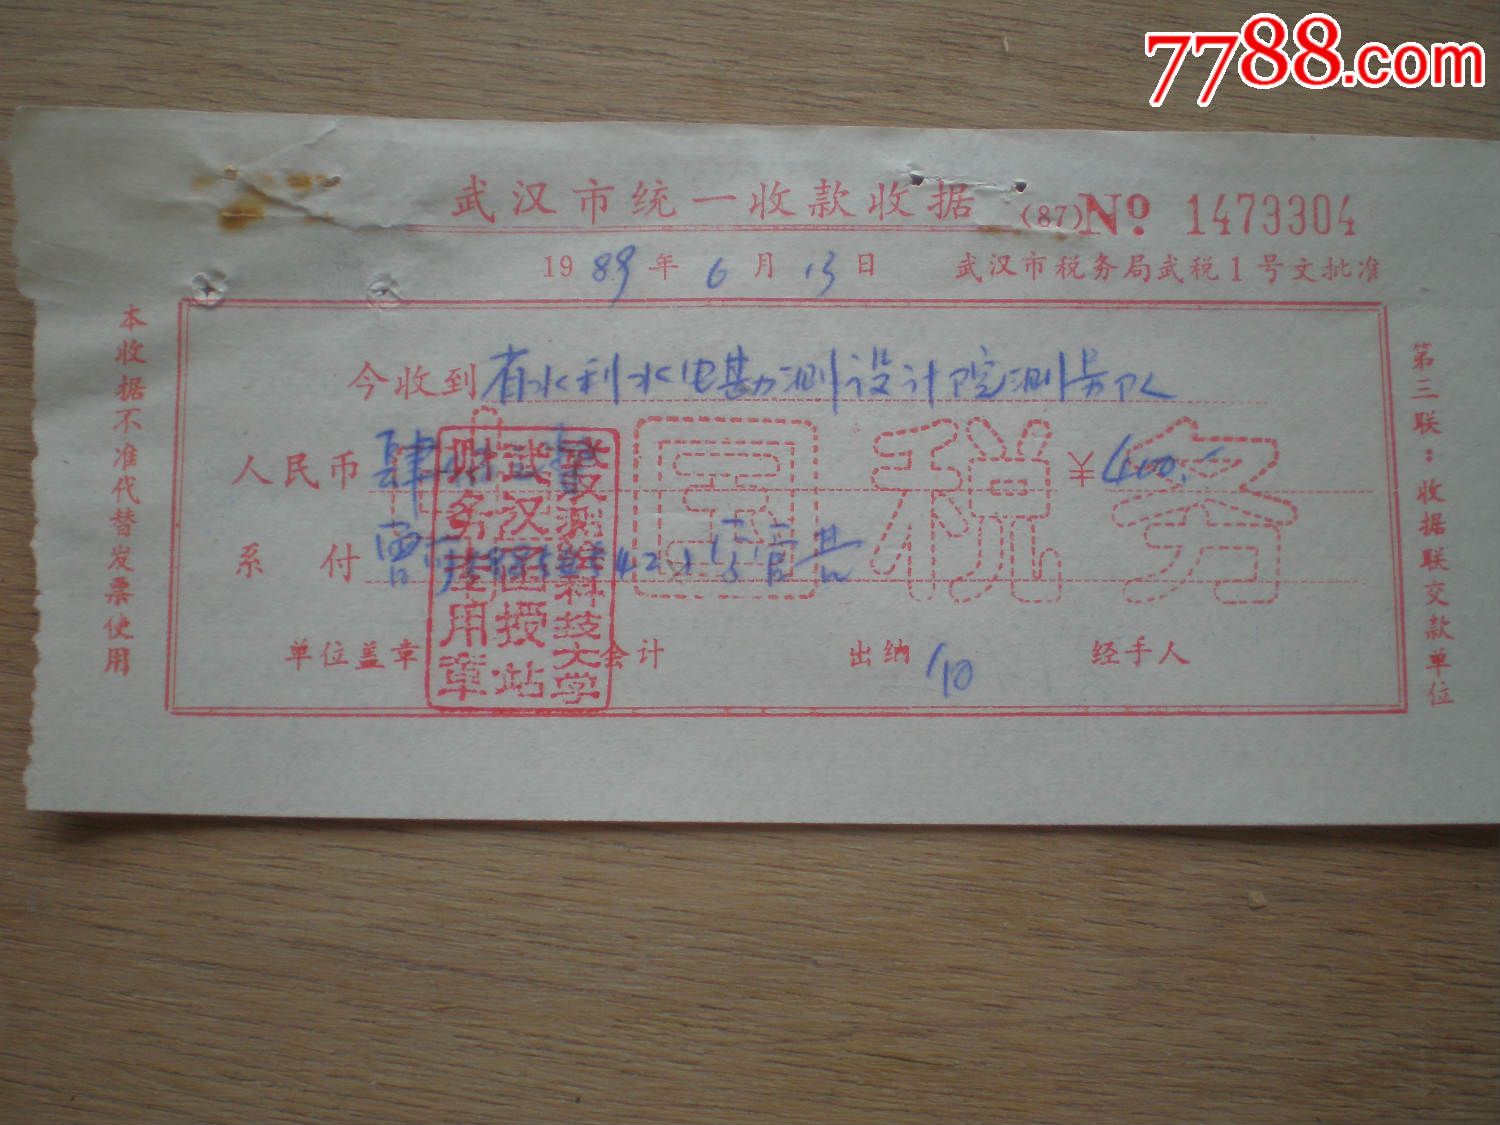 7788.com
武汉市统一收款收据 (87) No 1473304
1989年6月13日 武汉市税务局武税1号文批准
本收据不准代替发票使用
今收到省水利水电勘测设计院测量队
人民币肆 ¥400
系付
国税务
单位盖章 会计 出纳 经手人
武汉测绘科技大学
武汉函授站
财务专用章
第三联：收据联交款单位